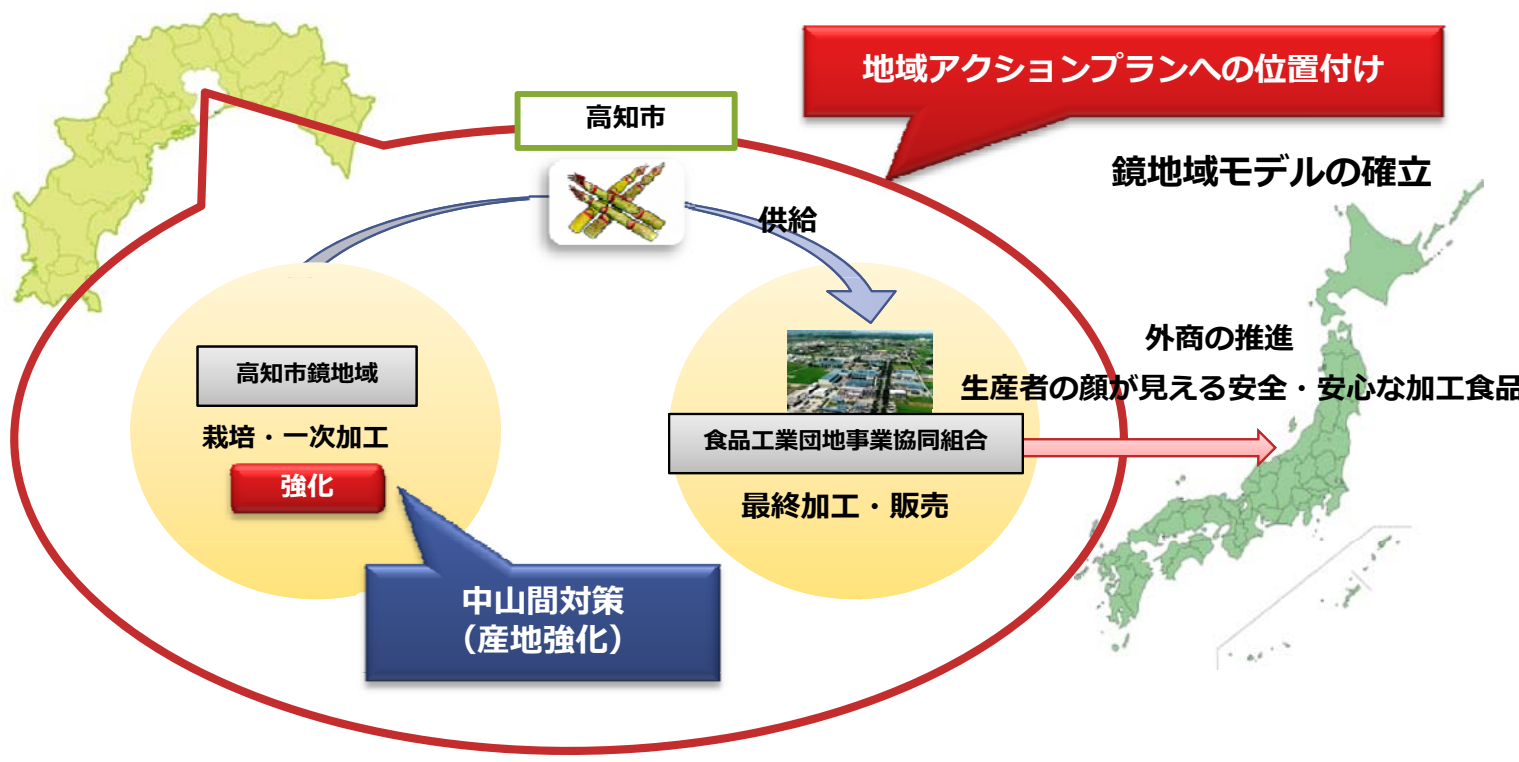 地域アクションプランへの位置付け
高知市
鏡地域モデルの確立
供給
外商の推進
高知市鏡地域
生産者の顔が見える安全・安心な加工食品
栽培・一次加工
食品工業団地事業協同組合
強化
最終加工・販売
中山間対策
（産地強化）